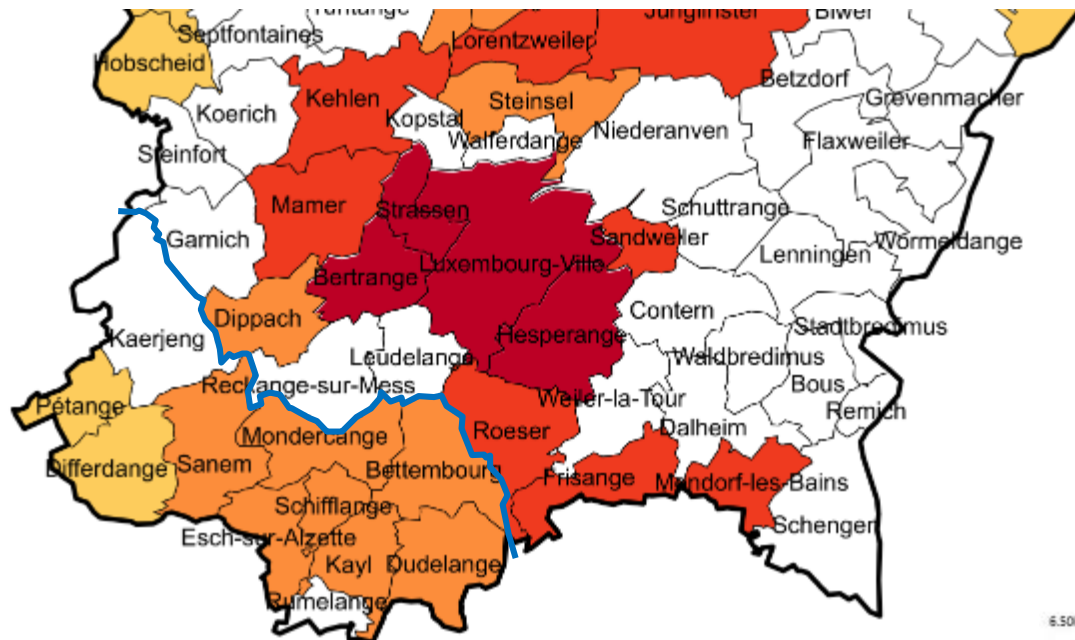 Tuntange
Junglinster
Biwer
Septfontaines
Lorentzweiler
Hobscheid
Betzdorf
Kehlen
Steinsel
Grevenmacher
Koerich
Kopstal
Niederanven
Walferdange
Flaxweiler
Steinfort
Mamer
Strassen
Schuttrange
Garnich
Sandweiler
Wormeldange
Lenningen
Luxembourg-Ville
Bertrange
Contern
Dippach
Stadtbredimus
Hesperange
Kaerjeng
Leudelange
Waldbredimus
Reckange-sur-Mess
Bous
Weiler-la-Tour
Pétange
Remich
Roeser
Dalheim
Mondercange
Differdange
Sanem
Bettembourg
Frisange
Mondorf-les-Bains
Schifflange
Schengen
Esch-sur-Alzette
Kayl
Dudelange
Rumelange